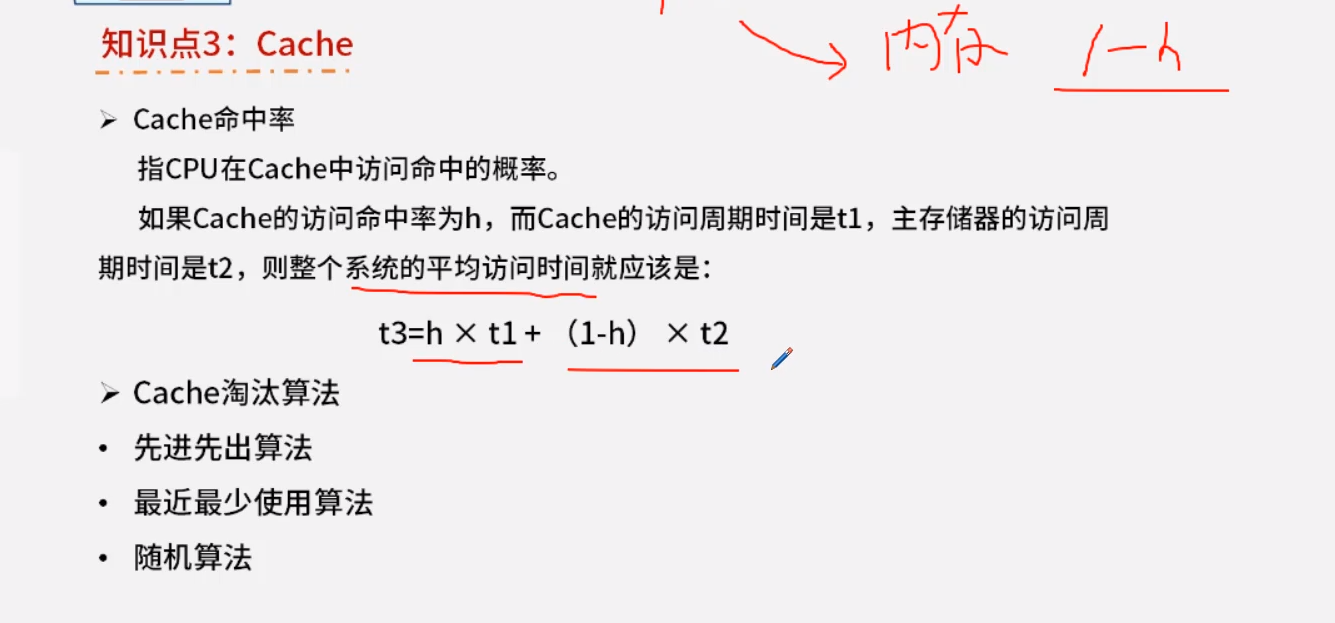 内存 1-h
知识点3：Cache
➢ Cache命中率
指CPU在Cache中访问命中的概率。
如果Cache的访问命中率为h，而Cache的访问周期时间是t1，主存储器的访问周
期时间是t2，则整个系统的平均访问时间就应该是：
t3=h × t1 + （1-h） × t2
➢ Cache淘汰算法
• 先进先出算法
• 最近最少使用算法
• 随机算法